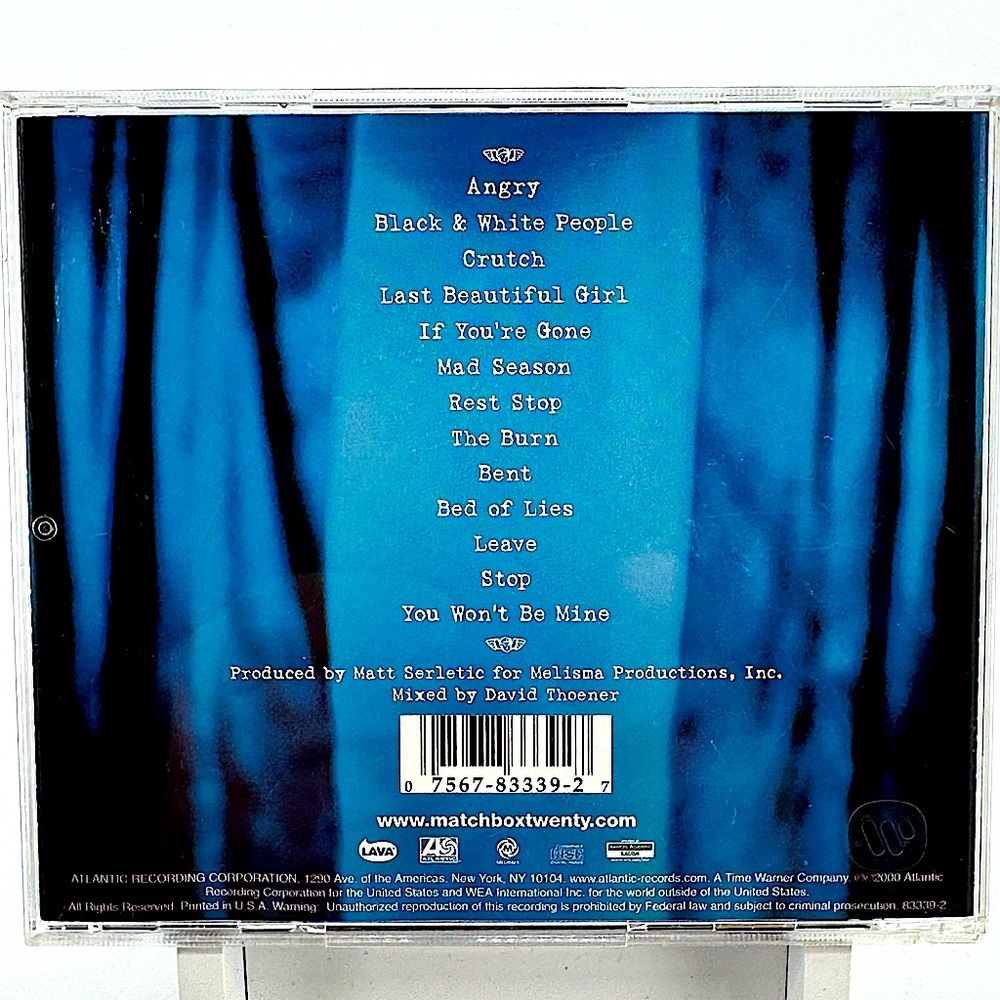 Angry
Black & White People
Crutch
Last Beautiful Girl
If You're Gone
Mad Season
Rest Stop
The Burn
Bent
Bed of Lies
Leave
Stop
You Won't Be Mine
Produced by Matt Serletic for Melisma Productions, Inc.
Mixed by David Thoener
0 7567-83339-2 7
www.matchboxtwenty.com
LAVA ATLANTIC MELISMA disc
ATLANTIC RECORDING CORPORATION, 1290 Ave. of the Americas, New York, NY 10104. www.atlantic-records.com. A Time Warner Company. ℗©2000 Atlantic
Recording Corporation for the United States and WEA International Inc. for the world outside of the United States.
All Rights Reserved. Printed in U.S.A. Warning: Unauthorized reproduction of this recording is prohibited by Federal law and subject to criminal prosecution. 83339-2